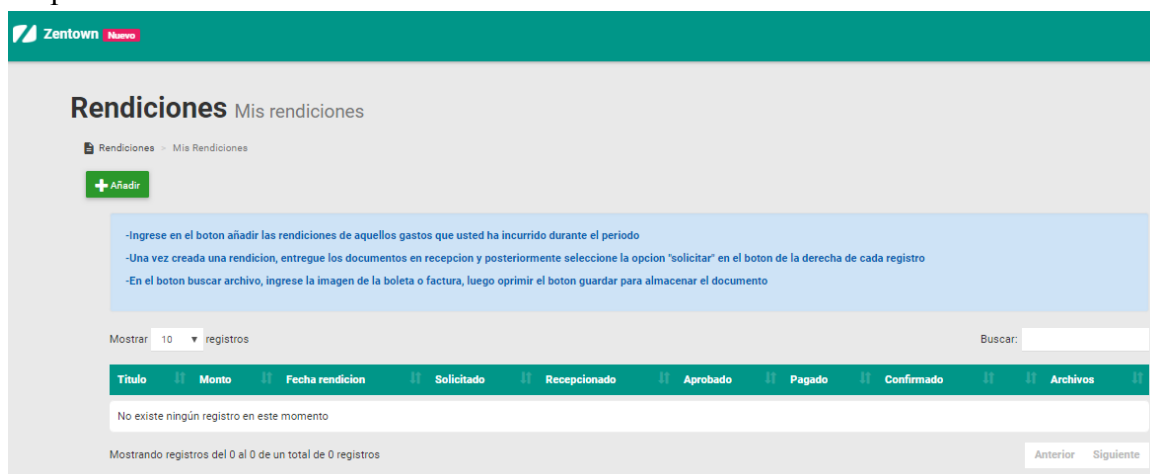 Zentown Nuevo
Rendiciones Mis rendiciones
Rendiciones > Mis Rendiciones
Añadir
-Ingrese en el boton añadir las rendiciones de aquellos gastos que usted ha incurrido durante el periodo
-Una vez creada una rendicion, entregue los documentos en recepcion y posteriormente seleccione la opcion "solicitar" en el boton de la derecha de cada registro
-En el boton buscar archivo, ingrese la imagen de la boleta o factura, luego oprimir el boton guardar para almacenar el documento
Mostrar 10 registros Buscar:
Titulo Monto Fecha rendicion Solicitado Recepcionado Aprobado Pagado Confirmado Archivos
No existe ningún registro en este momento
Mostrando registros del 0 al 0 de un total de 0 registros Anterior Siguiente